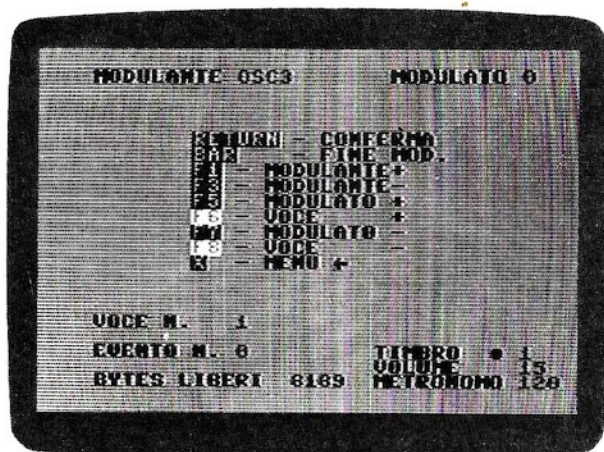 MODULANTE OSC3 MODULATO 0
RETURN - CONFERMA
BAR - FINE MOD.
F1 - MODULANTE+
F3 - MODULANTE-
F5 - MODULATO +
F6 - VOCE +
F7 - MODULATO -
F8 - VOCE -
X - MENU ←
VOCE N. 1
EVENTO N. 0
TIMBRO 1
VOLUME 15
BYTES LIBERI 8189 METRONOMO 120